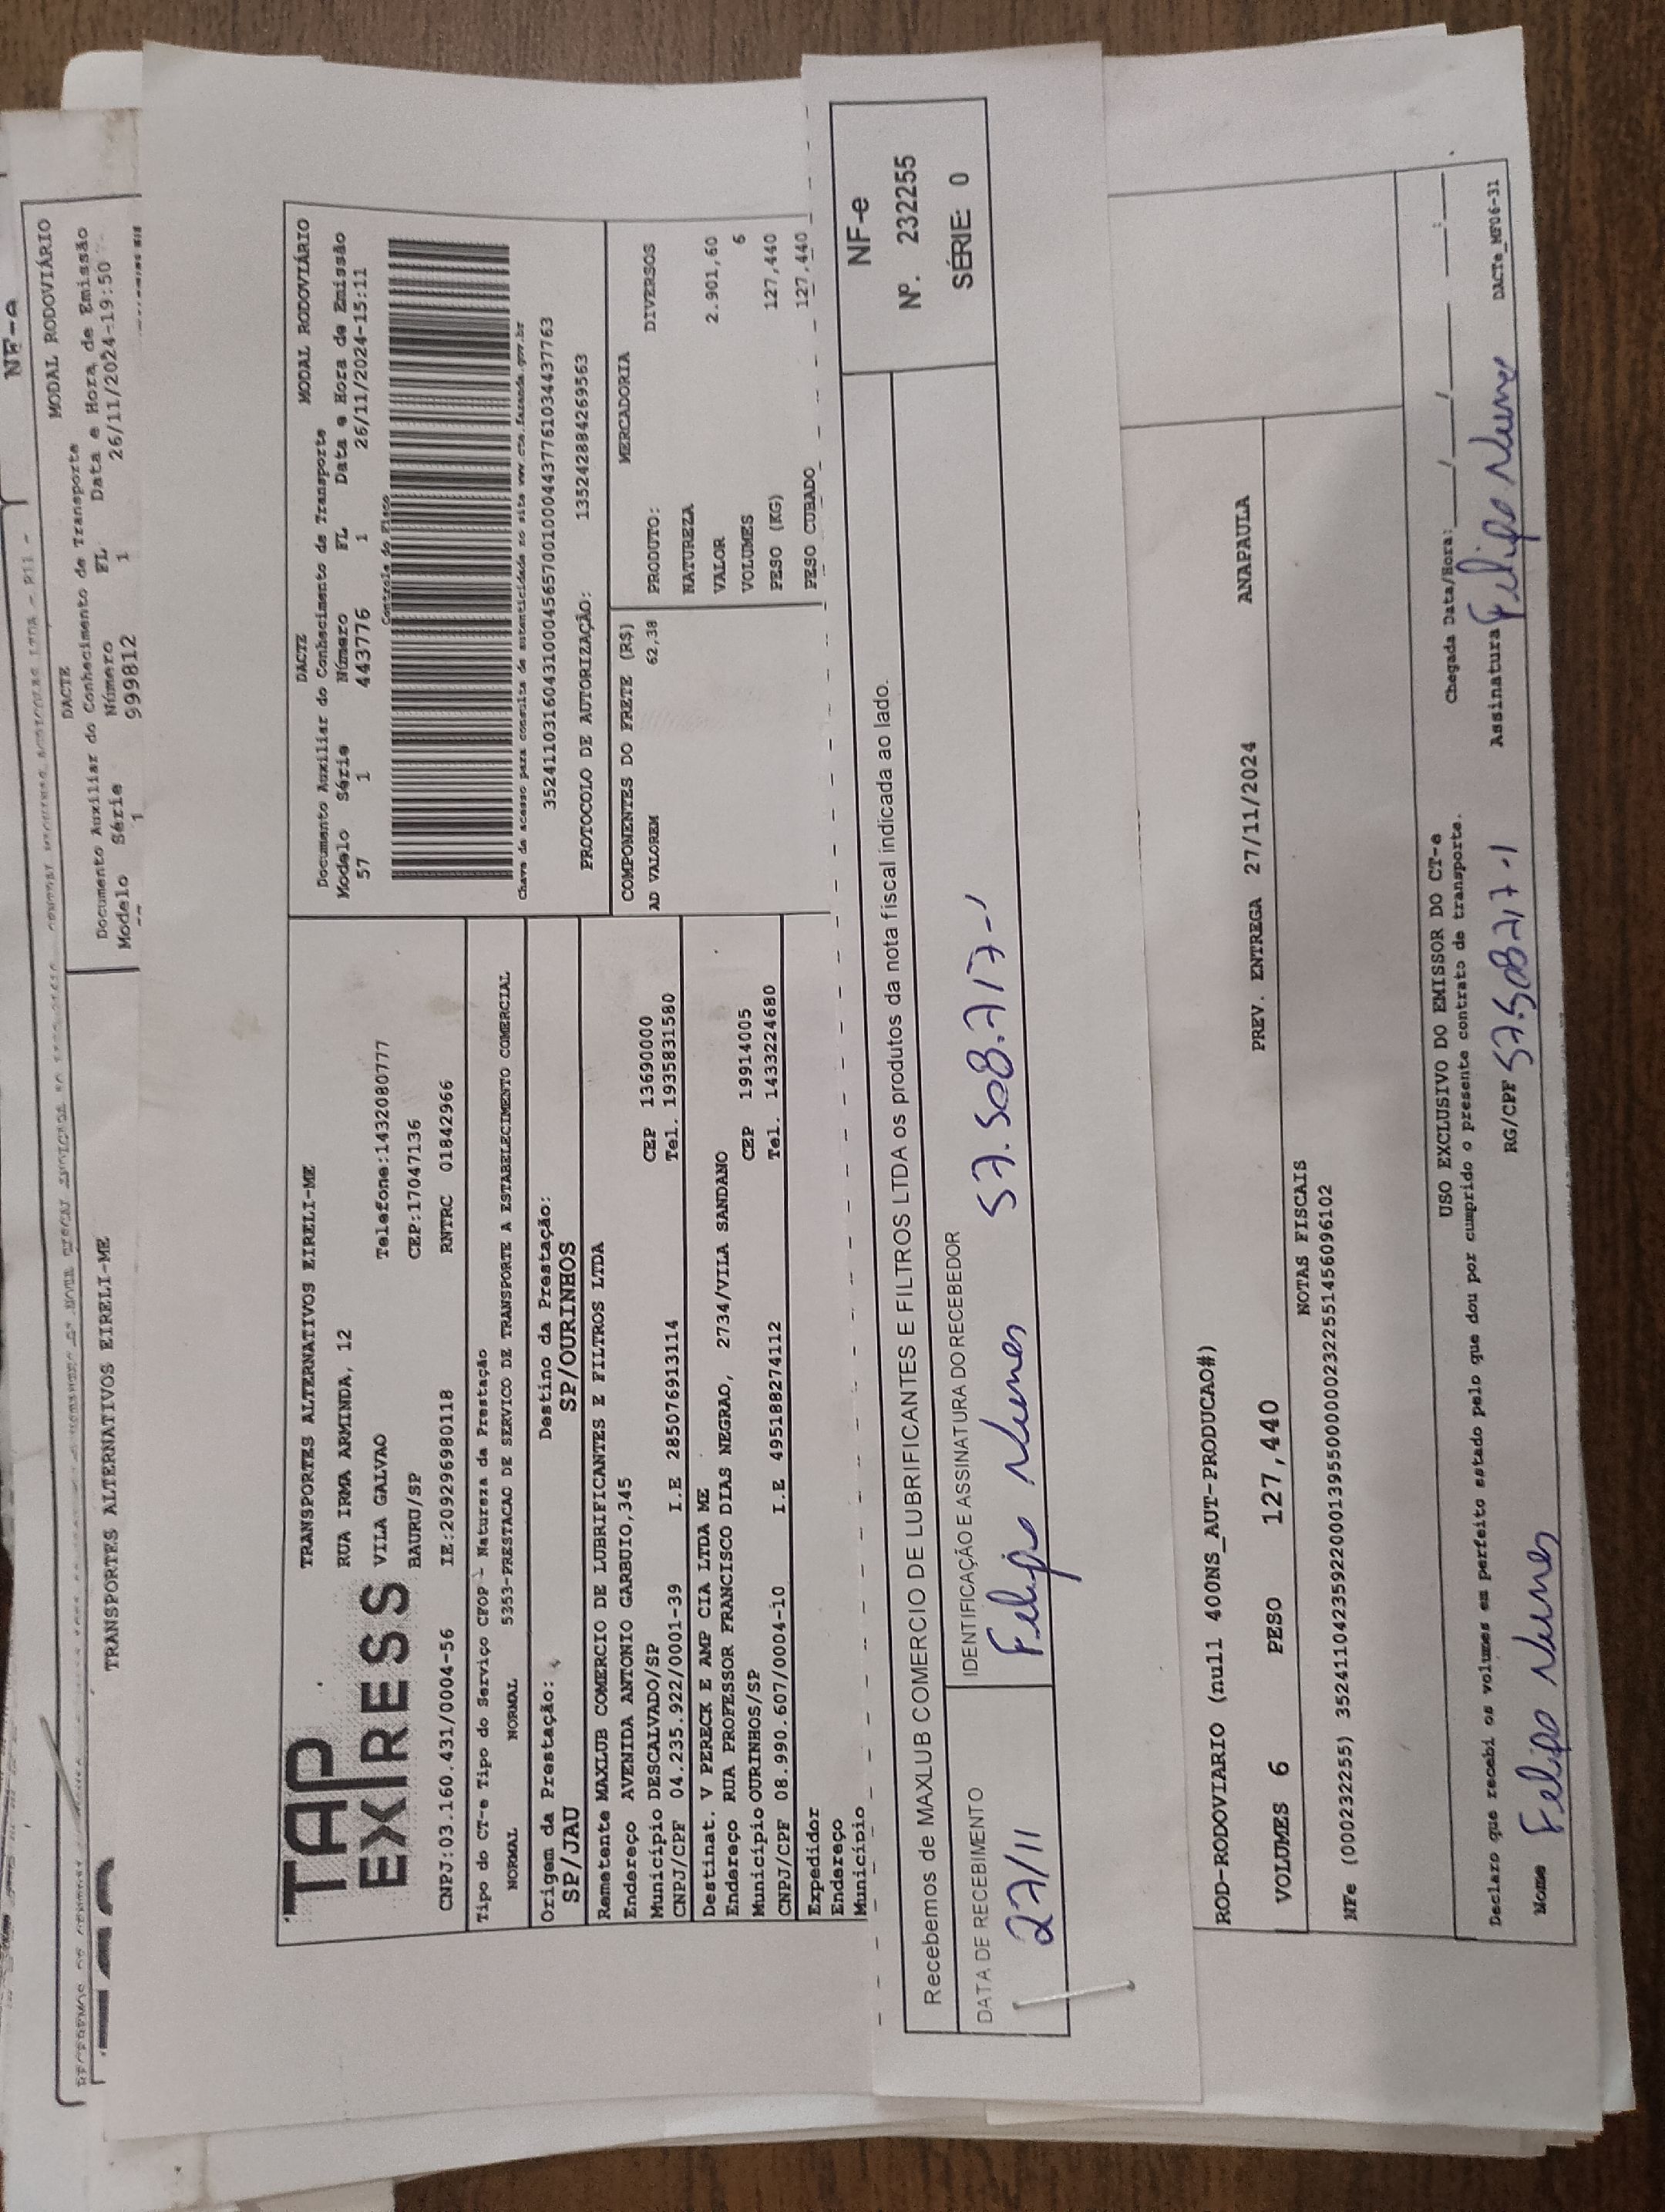 NF-e
MODAL RODOVIÁRIO
DACTE
Documento Auxiliar do Conhecimento de Transporte
Modelo Série Número FL Data e Hora de Emissão
1 999812 1 26/11/2024-19:50
TRANSPORTES ALTERNATIVOS EIRELI-ME
TAP
EXPRESS
TRANSPORTES ALTERNATIVOS EIRELI-ME
RUA IRMA ARMINDA, 12
VILA GALVAO Telefone:1432080777
BAURU/SP CEP:17047136
CNPJ:03.160.431/0004-56 IE:209296980118 RNTRC 01842966
DACTE MODAL RODOVIÁRIO
Documento Auxiliar do Conhecimento de Transporte
Modelo Série Número FL Data e Hora de Emissão
57 1 443776 1 26/11/2024-15:11
Controle do Fisco
Chave de acesso para consulta de autenticidade no site www.cte.fazenda.gov.br
35241103160431000456570010004437761034437763
PROTOCOLO DE AUTORIZAÇÃO: 135242884269563
Tipo do CT-e Tipo do Serviço CFOP - Natureza da Prestação
NORMAL NORMAL 5353-PRESTACAO DE SERVICO DE TRANSPORTE A ESTABELECIMENTO COMERCIAL
Origem da Prestação: Destino da Prestação:
SP/JAU SP/OURINHOS
Remetente MAXLUB COMERCIO DE LUBRIFICANTES E FILTROS LTDA
Endereço AVENIDA ANTONIO GARBUIO,345
Município DESCALVADO/SP CEP 13690000
CNPJ/CPF 04.235.922/0001-39 I.E 285076913114 Tel. 1935831580
Destinat. V PERECK E AMP CIA LTDA ME
Endereço RUA PROFESSOR FRANCISCO DIAS NEGRAO, 2734/VILA SANDANO
Município OURINHOS/SP CEP 19914005
CNPJ/CPF 08.990.607/0004-10 I.E 495188274112 Tel. 1433224680
Expedidor
Endereço
Município
COMPONENTES DO FRETE (R$)
AD VALOREM 62,38
MERCADORIA
PRODUTO: DIVERSOS
NATUREZA
VALOR 2.901,60
VOLUMES 6
PESO (KG) 127,440
PESO CUBADO 127,440
Recebemos de MAXLUB COMERCIO DE LUBRIFICANTES E FILTROS LTDA os produtos da nota fiscal indicada ao lado.
DATA DE RECEBIMENTO IDENTIFICAÇÃO E ASSINATURA DO RECEBEDOR
27/11 Felipe Nunes 57.508.217-1
NF-e
Nº. 232255
SÉRIE: 0
ROD-RODOVIARIO (null 400NS_AUT-PRODUCAO#)
VOLUMES 6 PESO 127,440 PREV. ENTREGA 27/11/2024 ANAPAULA
NOTAS FISCAIS
NFe (000232255) 35241104235922000139550000002322551456096102
USO EXCLUSIVO DO EMISSOR DO CT-e
Declaro que recebi os volumes em perfeito estado pelo que dou por cumprido o presente contrato de transporte.
Chegada Data/Hora: ___/___/___ __:__
Nome Felipe Nunes RG/CPF 57.508217-1 Assinatura Felipe Nunes
DACTe_MF06-31